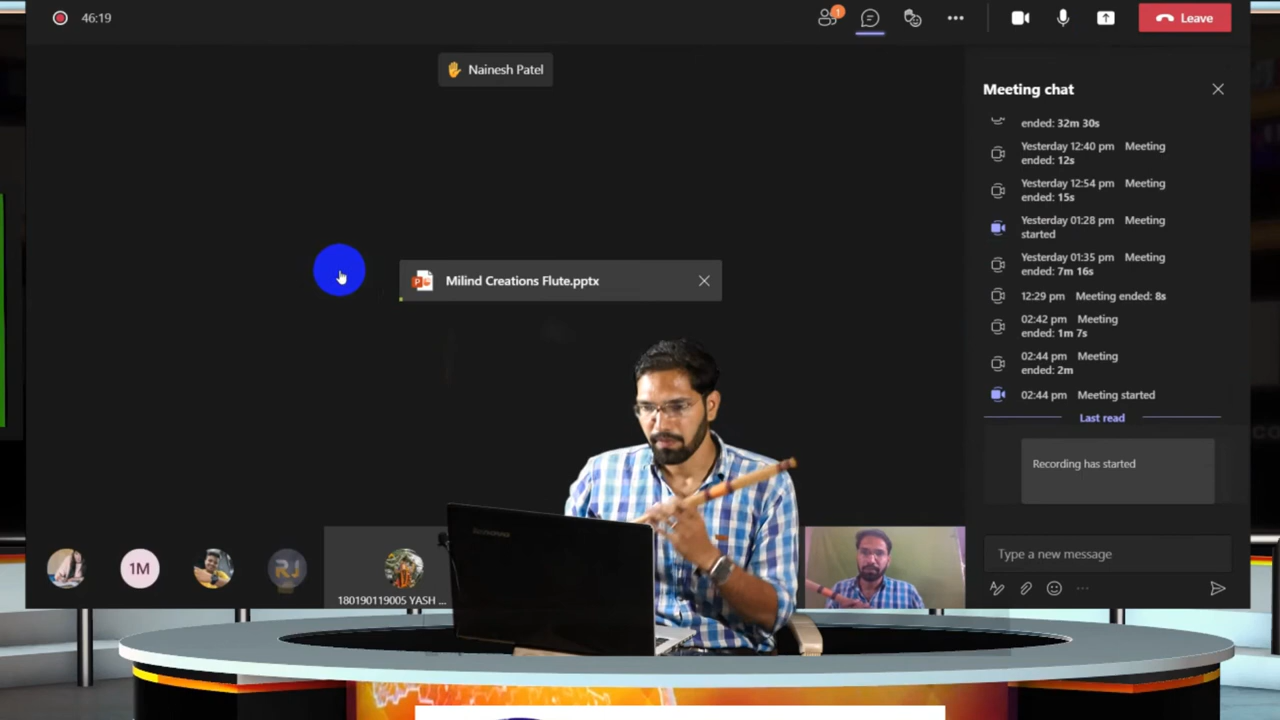 46:19
1
Leave
Nainesh Patel
Meeting chat
ended: 32m 30s
Yesterday 12:40 pm Meeting
ended: 12s
Yesterday 12:54 pm Meeting
ended: 15s
Yesterday 01:28 pm Meeting
started
Yesterday 01:35 pm Meeting
ended: 7m 16s
12:29 pm Meeting ended: 8s
02:42 pm Meeting
ended: 1m 7s
02:44 pm Meeting
ended: 2m
02:44 pm Meeting started
Last read
Recording has started
Milind Creations Flute.pptx
1M
RJ
180190119005 YASH ...
Type a new message